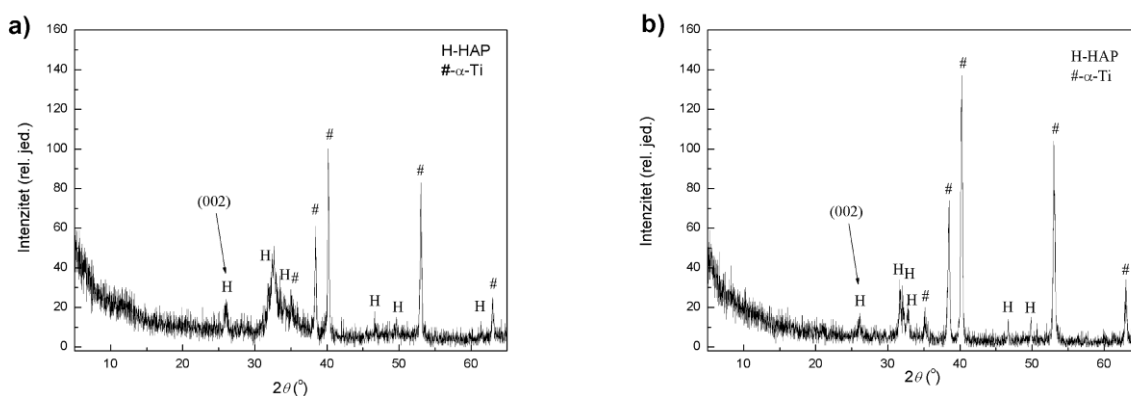 a)
160
140
120
100
80
60
40
20
0
Intenzitet (rel. jed.)
H-HAP
#-α-Ti
(002)
H
H
H
#
#
#
H
H
#
H
#
10
20
30
40
50
60
2θ (°)
b)
160
140
120
100
80
60
40
20
0
Intenzitet (rel. jed.)
H-HAP
#-α-Ti
(002)
H
H
H
H
#
#
#
H
H
#
#
10
20
30
40
50
60
2θ (°)